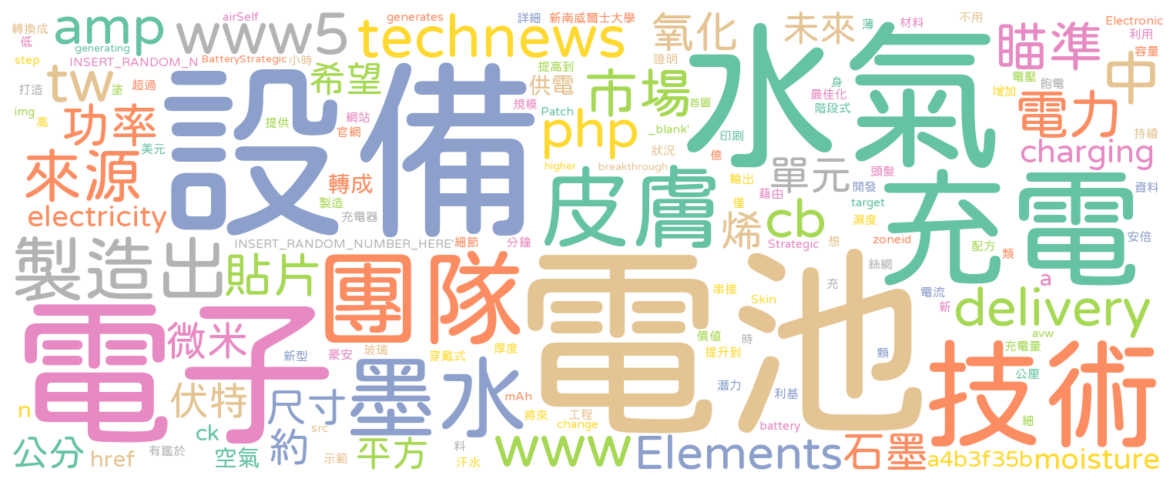 轉換成 airSelf generates 詳細 新南威爾士大學 氧化 未來 薄 材料 不用 Electronic
低 amp www5 technews 證明 利用
generating
step INSERT_RANDOM_N BatteryStrategic 小時 提高到 瞄準 電壓 容量
打造 tw 塗 超過 希望 供電 市場 身 飽電 中
img 提供 網站 規模 首圖 最佳化 增加
高 功率 官網 Patch 階段式 電力
美元 php _blank' 印刷 水氣 持續
來源 設備 狀況 億 charging
higher breakthrough 單元 頭髮
轉成 皮膚 輸出 藉由 開發 充電 資料
electricity 製造 充電器 僅 target
烯 cb 濕度
INSERT_RANDOM_NUMBER_HERE' 細節 分鐘 Strategic 想 zoneid 配方 安倍
製造出 貼片 團隊 絲網 類
電池 Skin 串接 充 電流 a
電子 微米 新 delivery
新型 豪安 玻璃 穿戴式 厚度 價值 時 avw
提升到 顆 充電量
伏特 尺寸 墨水 潛力 利基 公厘 技術
n mAh 將來 工程
ck src change battery 細
公分 href 有鑑於 空氣 約 示範 平方 料 汗水 www Elements 石墨 a4b3f35b moisture